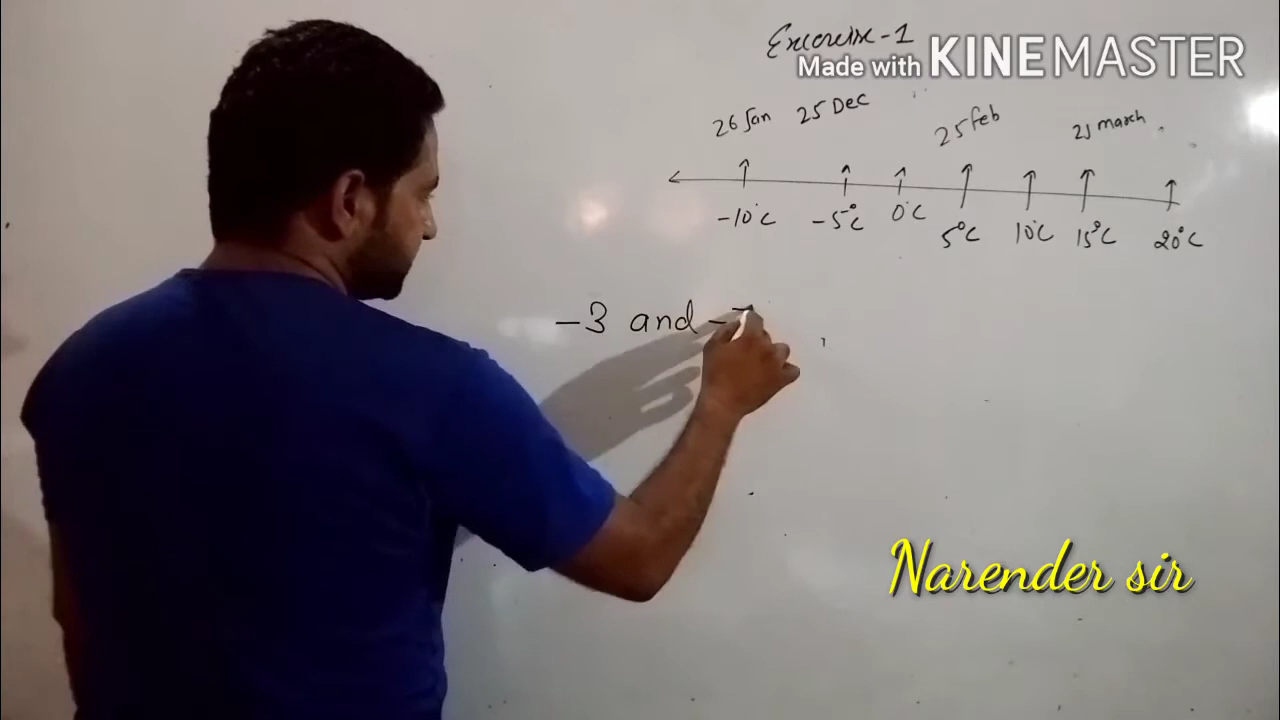 Exercise-1
Made with KINEMASTER
26 Jan 25 Dec 25 feb 21 march
-10°C -5°C 0°C 5°C 10°C 15°C 20°C
-3 and -
Narender sir